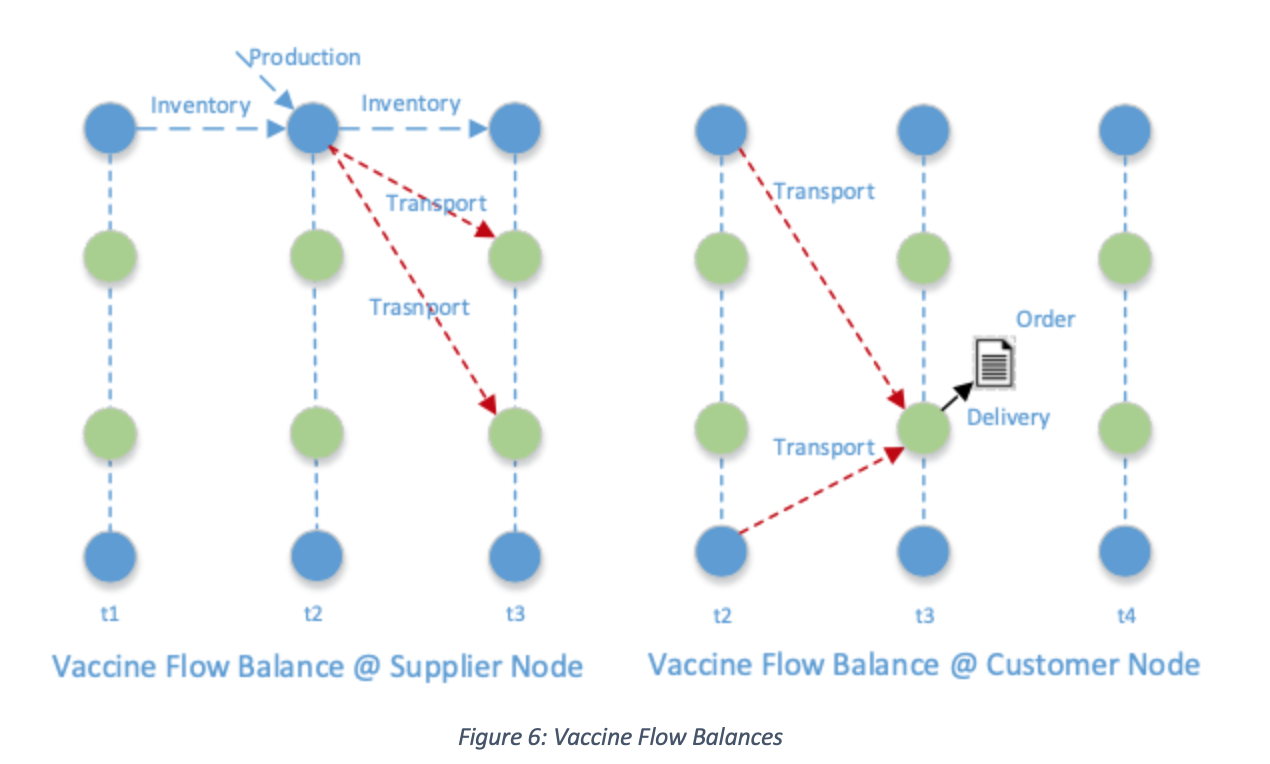 Production
Inventory
Inventory
Transport
Trasnport
t1
t2
t3
Vaccine Flow Balance @ Supplier Node
Transport
Order
Delivery
Transport
t2
t3
t4
Vaccine Flow Balance @ Customer Node
Figure 6: Vaccine Flow Balances